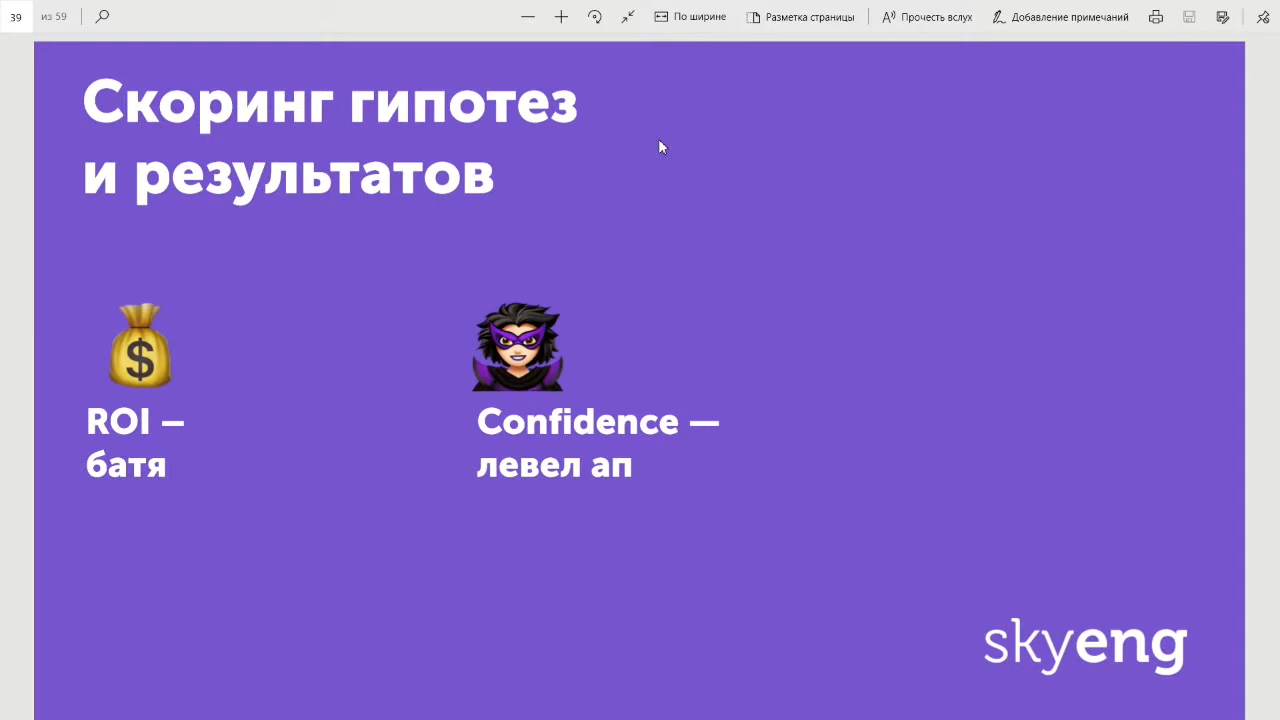 39 из 59 По ширине Разметка страницы Прочесть вслух Добавление примечаний
Скоринг гипотез
и результатов
$
ROI –
батя
Confidence —
левел ап
skyeng